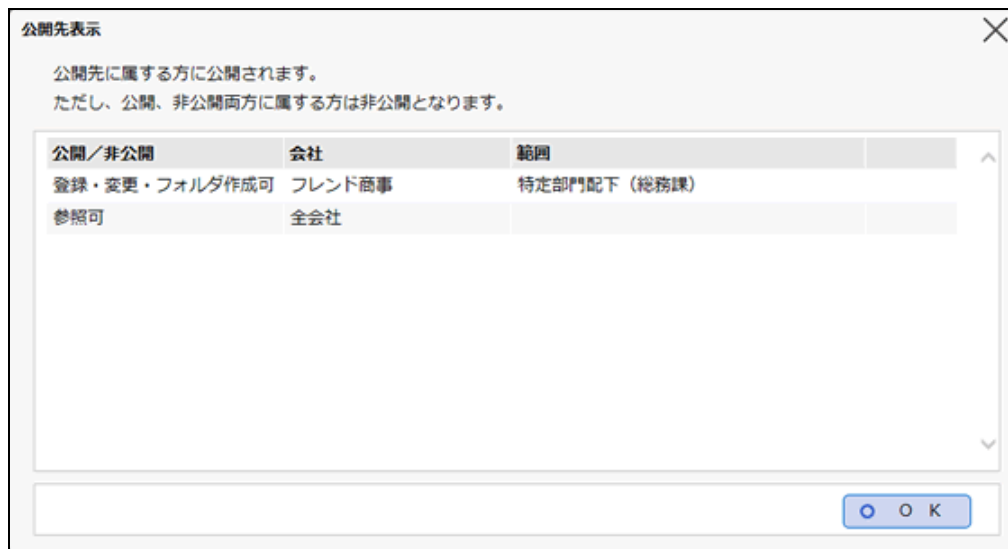 公開先表示
公開先に属する方に公開されます。
ただし、公開、非公開両方に属する方は非公開となります。
公開／非公開 会社 範囲
登録・変更・フォルダ作成可 フレンド商事 特定部門配下（総務課）
参照可 全会社
ＯＫ